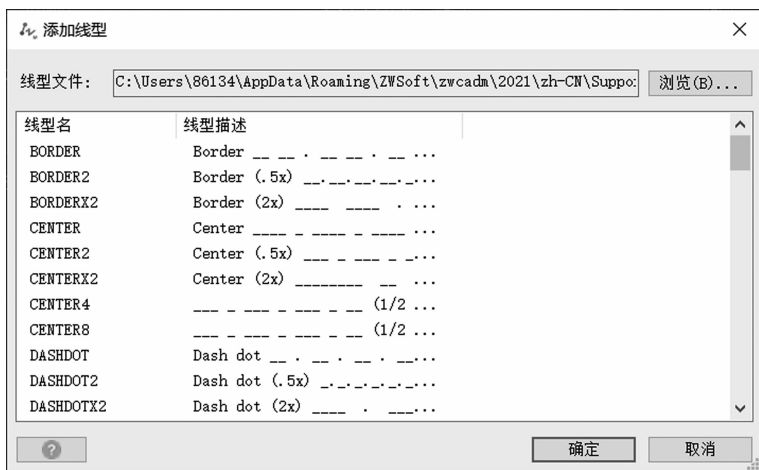 添加线型
线型文件: C:\Users\86134\AppData\Roaming\ZWSoft\zwcadm\2021\zh-CN\Suppo 浏览(B)...
线型名 线型描述
BORDER Border __ __ . __ __ . __ ...
BORDER2 Border (.5x) __.__.__.__._...
BORDERX2 Border (2x) ____ ____ . ...
CENTER Center ____ _ ____ _ ____ ...
CENTER2 Center (.5x) ___ _ ___ _ _...
CENTERX2 Center (2x) ________ __ ...
CENTER4 ___ _ ___ _ ___ _ __ (1/2 ...
CENTER8 ___ _ ___ _ ___ _ __ (1/2 ...
DASHDOT Dash dot __ . __ . __ . __...
DASHDOT2 Dash dot (.5x) _._._._._._...
DASHDOTX2 Dash dot (2x) ____ . ___...
? 确定 取消